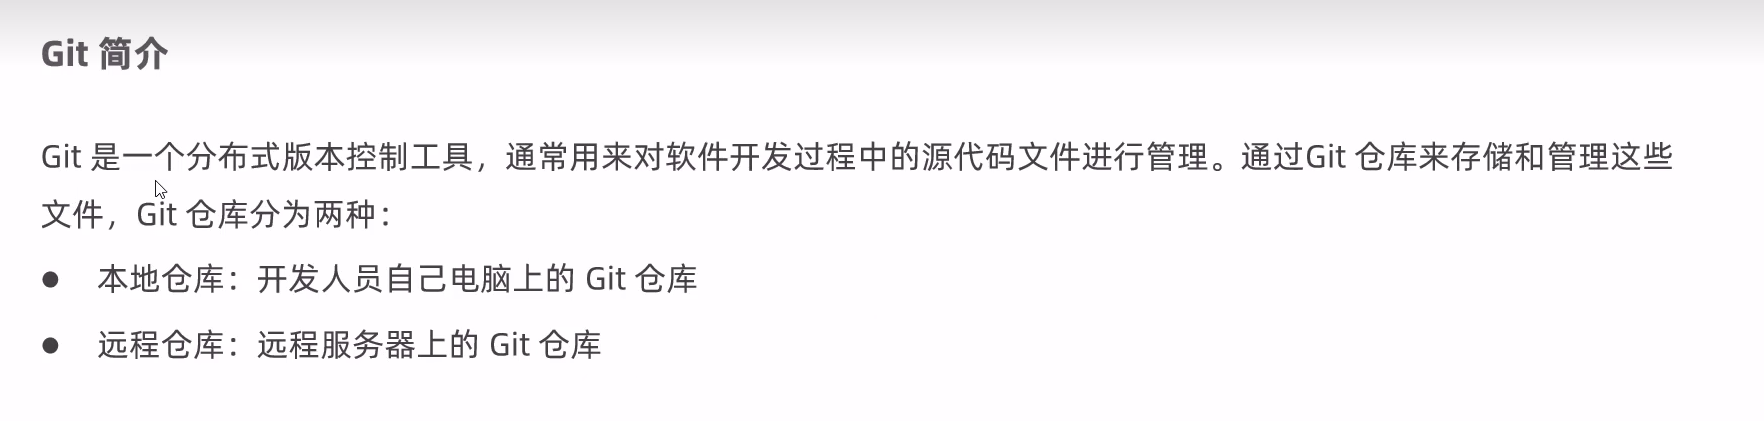 Git 简介
Git 是一个分布式版本控制工具，通常用来对软件开发过程中的源代码文件进行管理。通过Git 仓库来存储和管理这些
文件，Git 仓库分为两种：
● 本地仓库：开发人员自己电脑上的 Git 仓库
● 远程仓库：远程服务器上的 Git 仓库